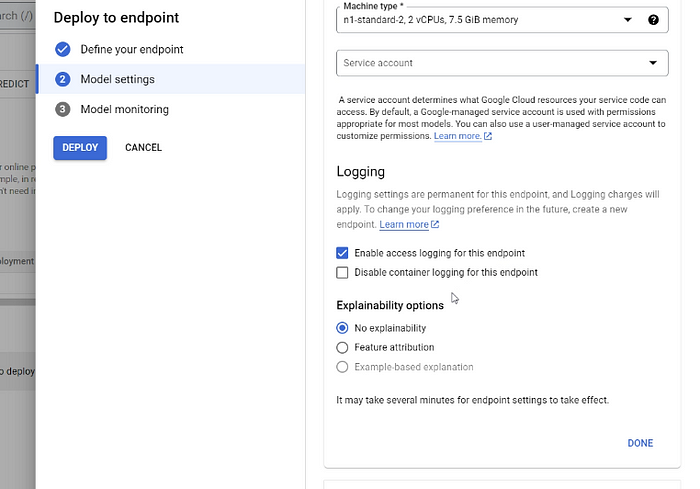 arch (/)
REDICT
r online p
mple, in r
n't need i
loyment
o deploy
Deploy to endpoint
Define your endpoint
2 Model settings
3 Model monitoring
DEPLOY CANCEL
Machine type *
n1-standard-2, 2 vCPUs, 7.5 GiB memory
Service account
A service account determines what Google Cloud resources your service code can
access. By default, a Google-managed service account is used with permissions
appropriate for most models. You can also use a user-managed service account to
customize permissions. Learn more.
Logging
Logging settings are permanent for this endpoint, and Logging charges will
apply. To change your logging preference in the future, create a new
endpoint. Learn more
Enable access logging for this endpoint
Disable container logging for this endpoint
Explainability options
No explainability
Feature attribution
Example-based explanation
It may take several minutes for endpoint settings to take effect.
DONE